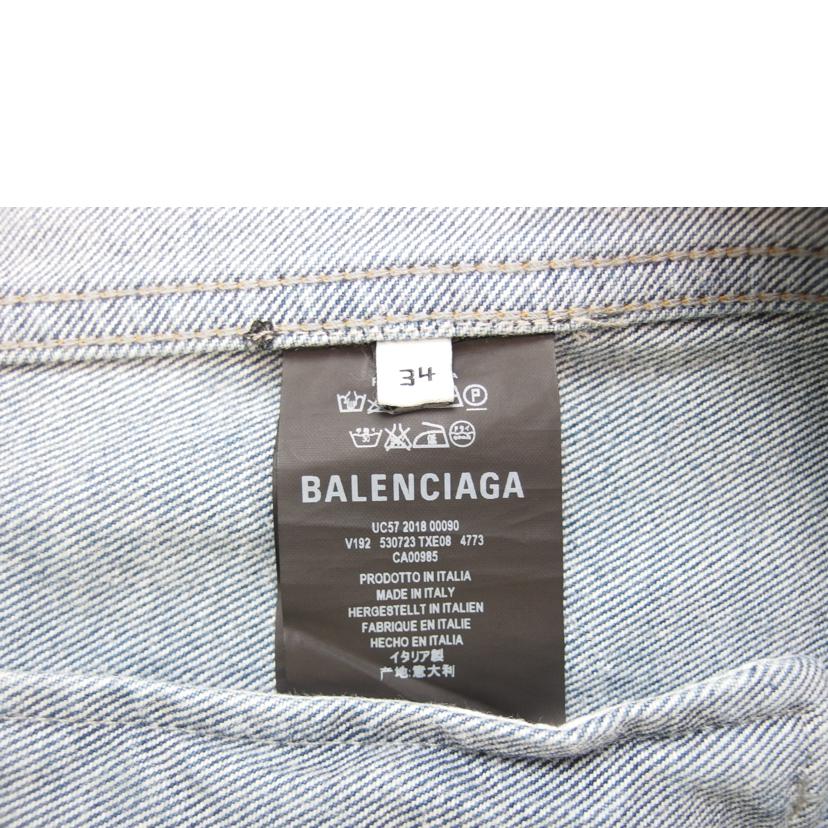 34
P
BALENCIAGA
UC57 2018 00090
V192 530723 TXE08 4773
CA00985
PRODOTTO IN ITALIA
MADE IN ITALY
HERGESTELLT IN ITALIEN
FABRIQUE EN ITALIE
HECHO EN ITALIA
イタリア製
产地:意大利